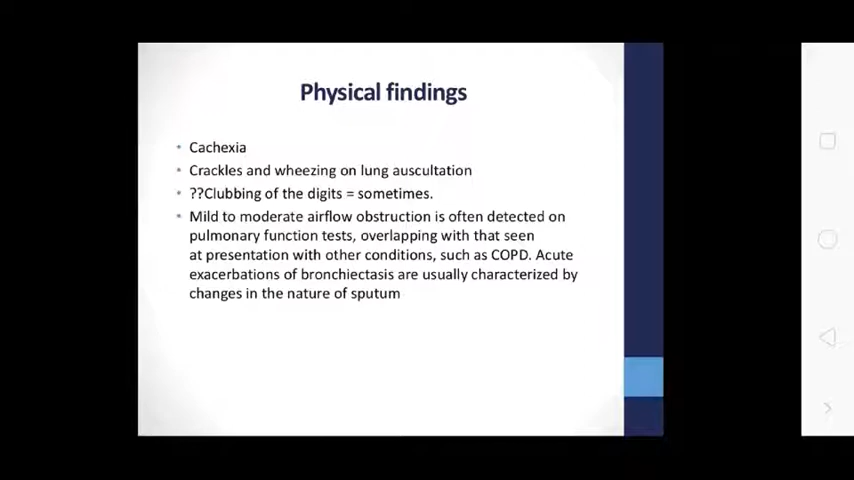 Physical findings
• Cachexia
• Crackles and wheezing on lung auscultation
• ??Clubbing of the digits = sometimes.
• Mild to moderate airflow obstruction is often detected on
pulmonary function tests, overlapping with that seen
at presentation with other conditions, such as COPD. Acute
exacerbations of bronchiectasis are usually characterized by
changes in the nature of sputum